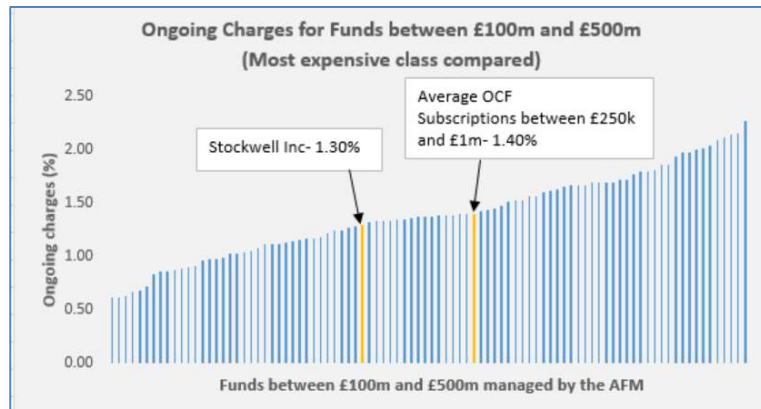 Ongoing Charges for Funds between £100m and £500m
(Most expensive class compared)
Average OCF
Subscriptions between £250k
and £1m- 1.40%
Stockwell Inc- 1.30%
Ongoing charges (%)
2.50
2.00
1.50
1.00
0.50
0.00
Funds between £100m and £500m managed by the AFM